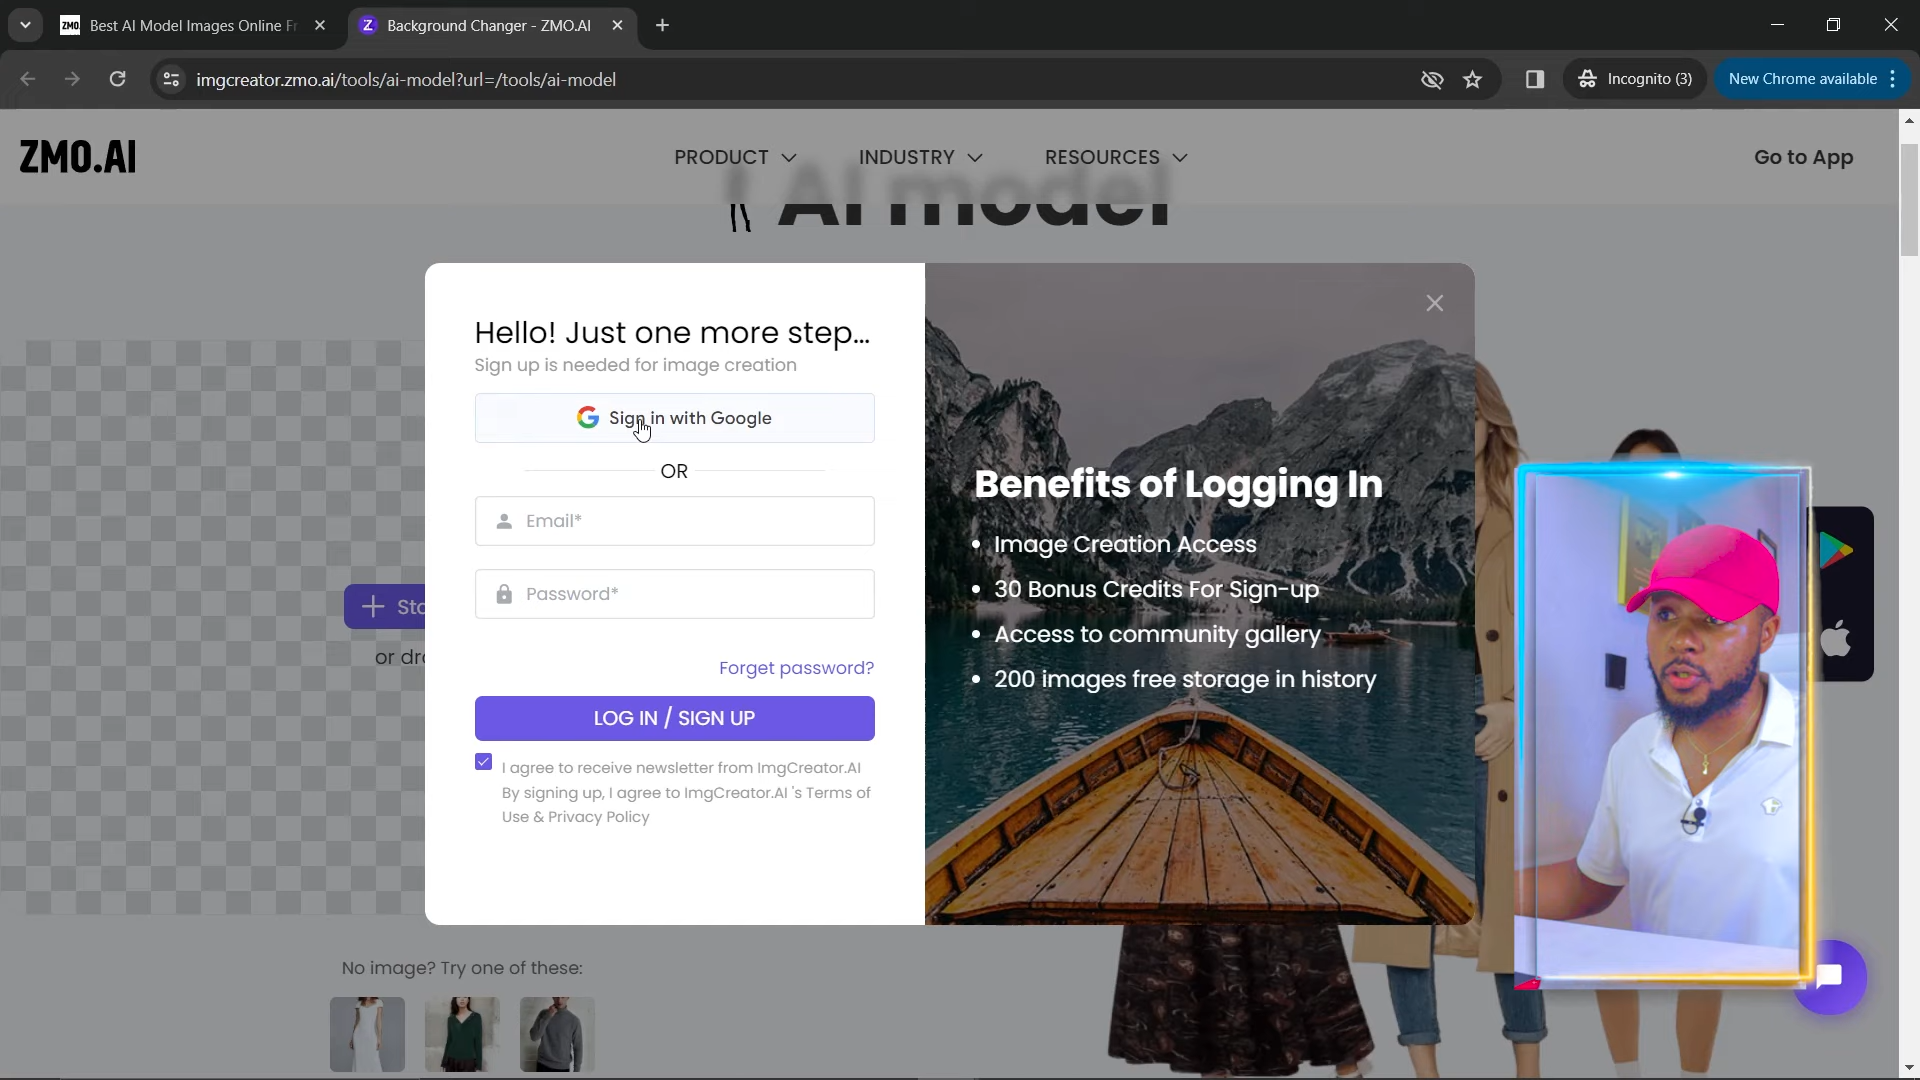 Best AI Model Images Online Fr
Background Changer - ZMO.AI
imgcreator.zmo.ai/tools/ai-model?url=/tools/ai-model
Incognito (3)
New Chrome available
ZMO.AI
PRODUCT
INDUSTRY
RESOURCES
Go to App
AI model
Hello! Just one more step...
Sign up is needed for image creation
Sign in with Google
OR
Email*
Password*
Forget password?
LOG IN / SIGN UP
I agree to receive newsletter from ImgCreator.AI
By signing up, I agree to ImgCreator.AI 's Terms of
Use & Privacy Policy
Benefits of Logging In
• Image Creation Access
• 30 Bonus Credits For Sign-up
• Access to community gallery
• 200 images free storage in history
No image? Try one of these: